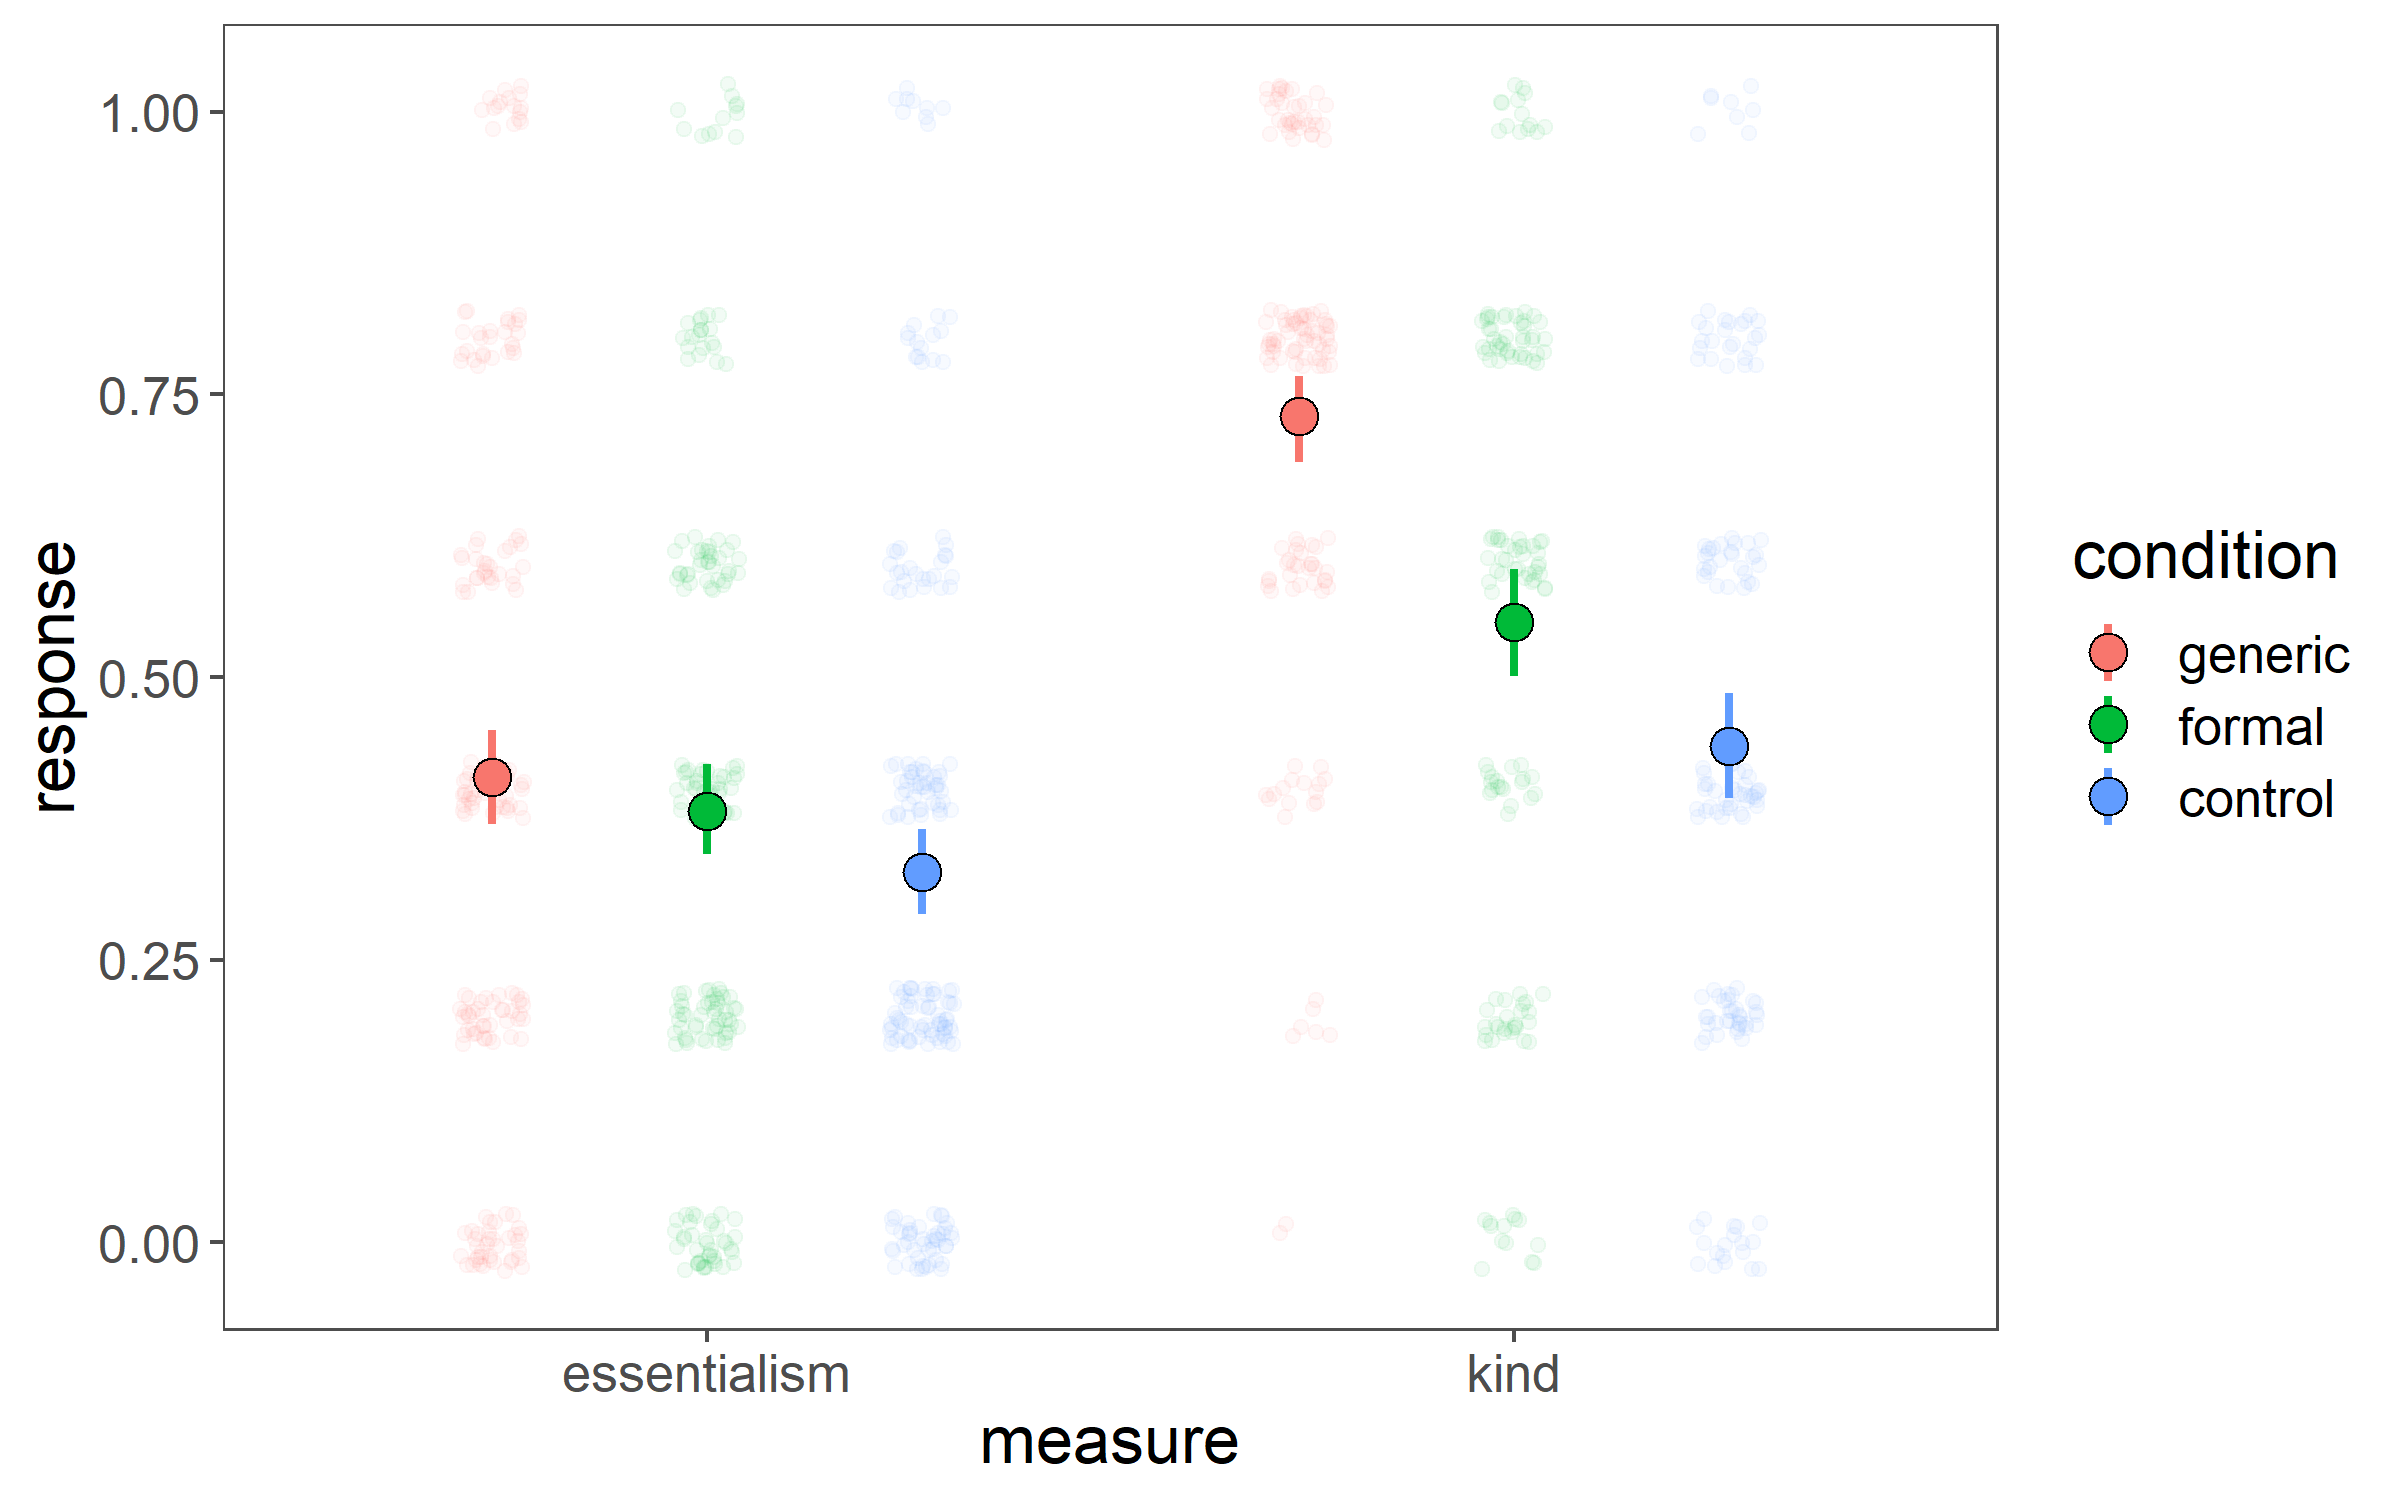 1.00
0.75
0.50
0.25
0.00
response
essentialism
kind
measure
condition
generic
formal
control